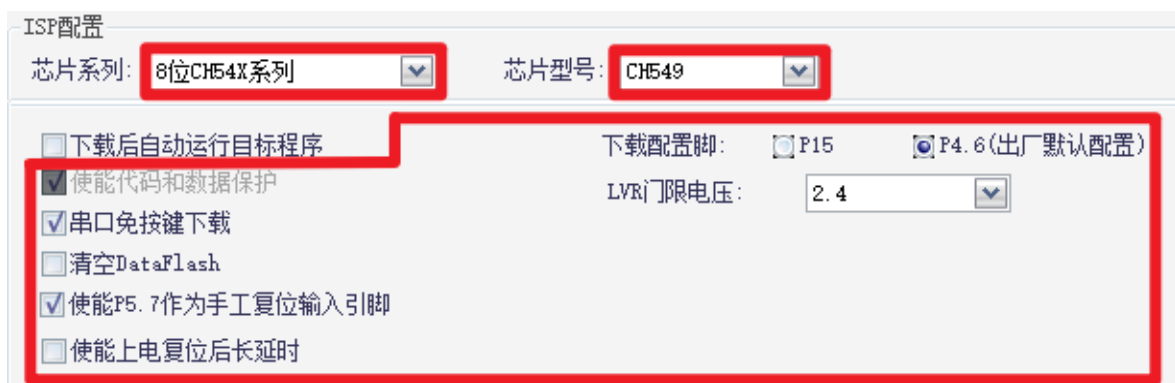 ISP配置
芯片系列: 8位CH54X系列 芯片型号: CH549
下载后自动运行目标程序 下载配置脚: P15 P4.6(出厂默认配置)
使能代码和数据保护 LVR门限电压: 2.4
串口免按键下载
清空DataFlash
使能P5.7作为手工复位输入引脚
使能上电复位后长延时